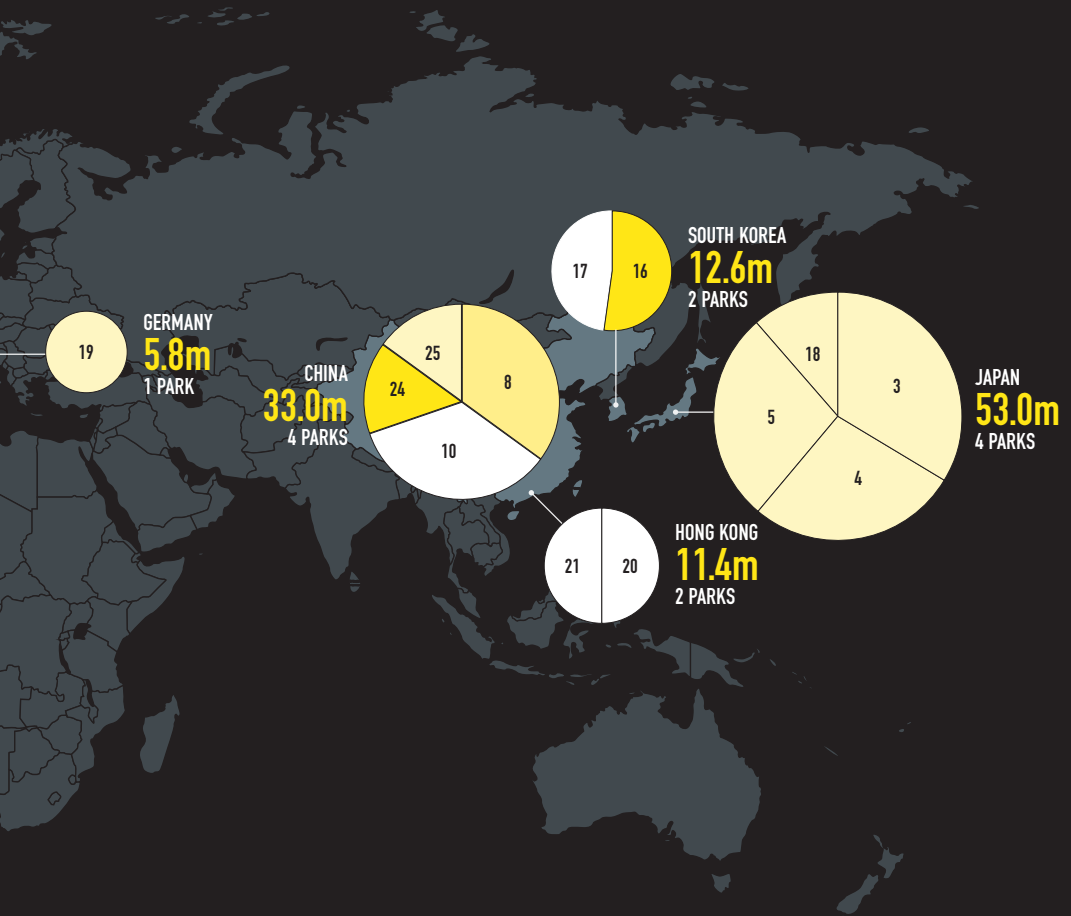 SOUTH KOREA
12.6m
2 PARKS
17
16
GERMANY
5.8m
1 PARK
19
CHINA
33.0m
4 PARKS
25
8
24
10
JAPAN
53.0m
4 PARKS
18
3
5
4
HONG KONG
11.4m
2 PARKS
21
20